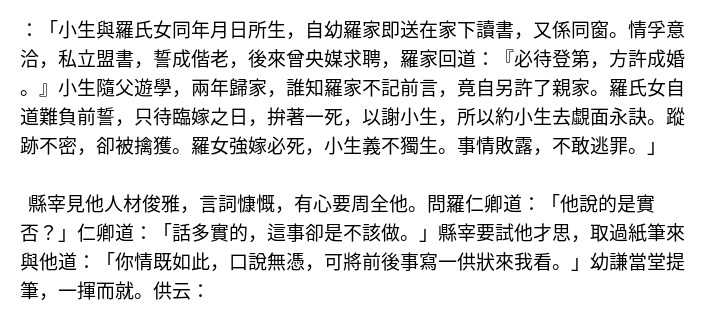 ：「小生與羅氏女同年月日所生，自幼羅家即送在家下讀書，又係同窗。情孚意
洽，私立盟書，誓成偕老，後來曾央媒求聘，羅家回道：『必待登第，方許成婚
。』小生隨父遊學，兩年歸家，誰知羅家不記前言，竟自另許了親家。羅氏女自
道難負前誓，只待臨嫁之日，拚著一死，以謝小生，所以約小生去覷面永訣。蹤
跡不密，卻被擒獲。羅女強嫁必死，小生義不獨生。事情敗露，不敢逃罪。」
縣宰見他人材俊雅，言詞慷慨，有心要周全他。問羅仁卿道：「他說的是實
否？」仁卿道：「話多實的，這事卻是不該做。」縣宰要試他才思，取過紙筆來
與他道：「你情既如此，口說無憑，可將前後事寫一供狀來我看。」幼謙當堂提
筆，一揮而就。供云：